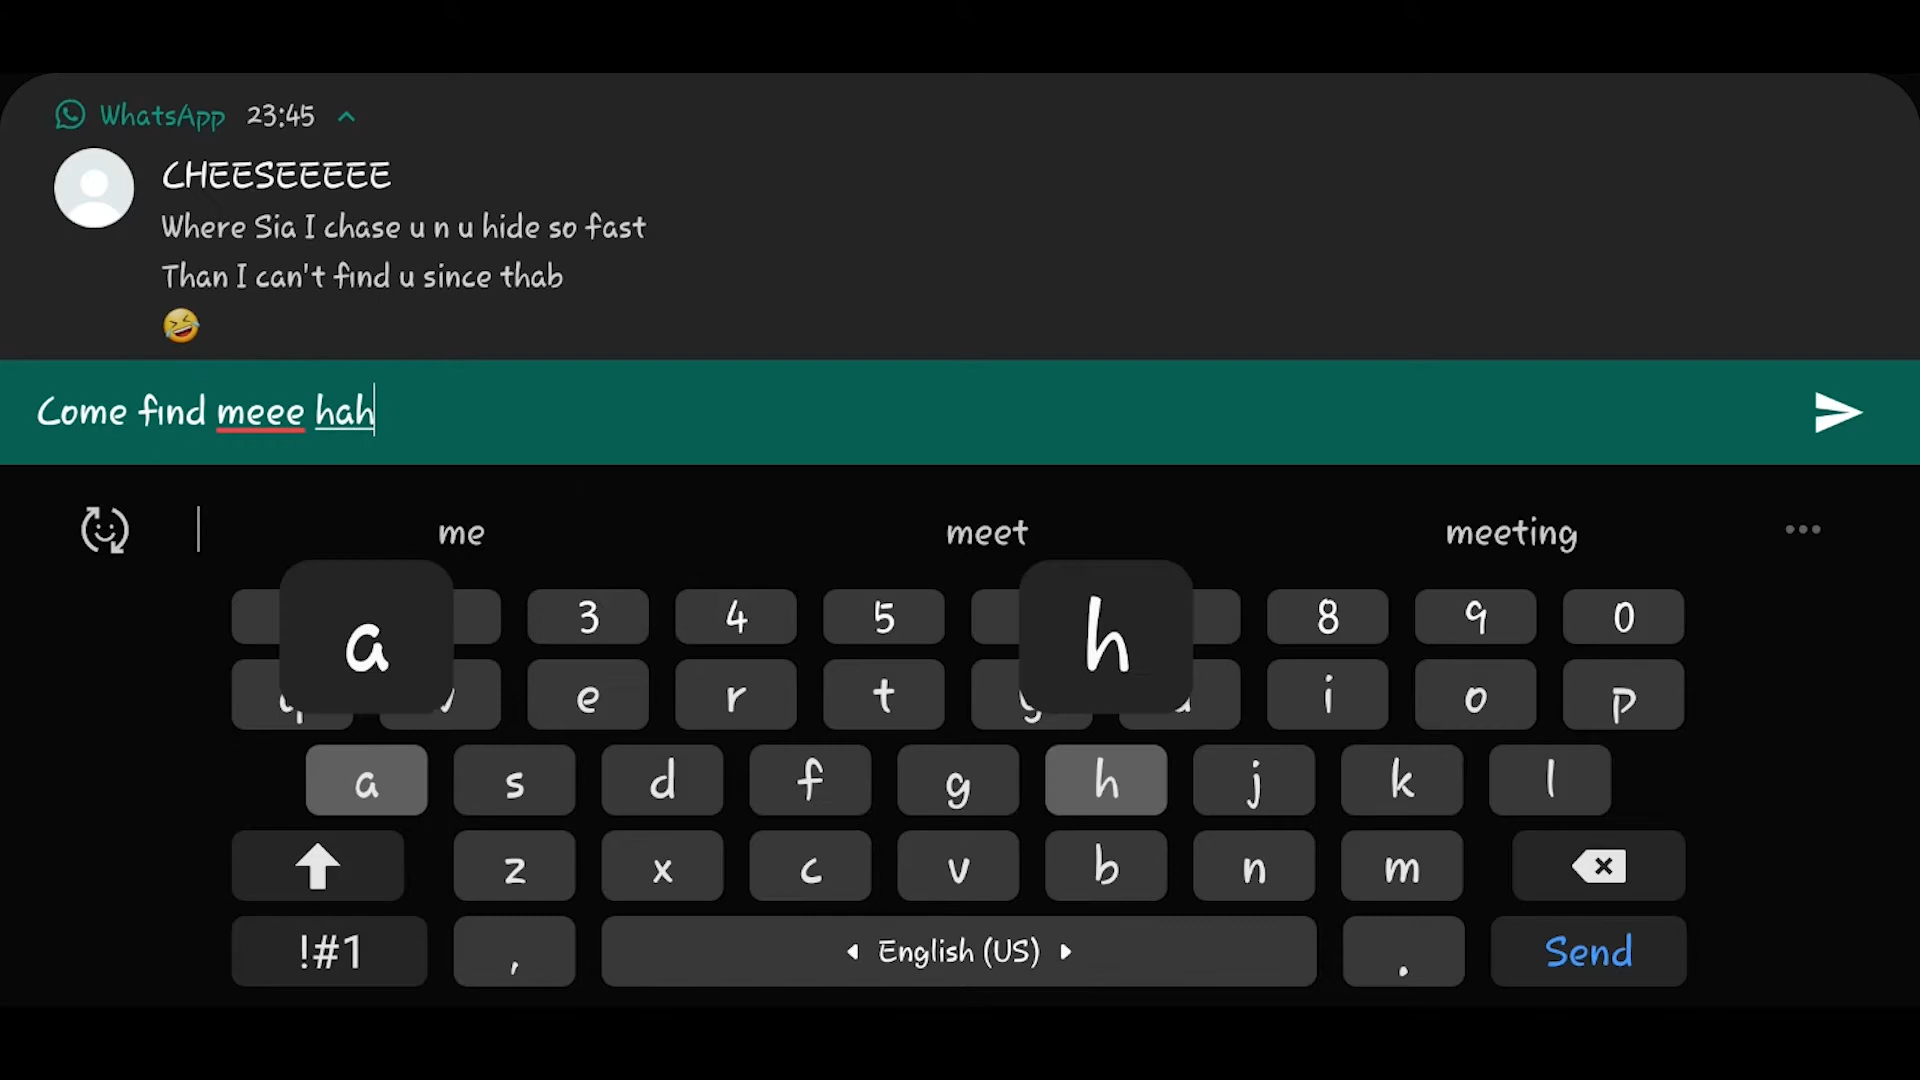 WhatsApp 23:45
CHEESEEEEE
Where Sia I chase u n u hide so fast
Than I can't find u since thab
🤣
Come find meee hah
me meet meeting
a h
3 4 5 8 9 0
e r t i o p
a s d f g h j k l
z x c v b n m
!#1 , English (US) . Send